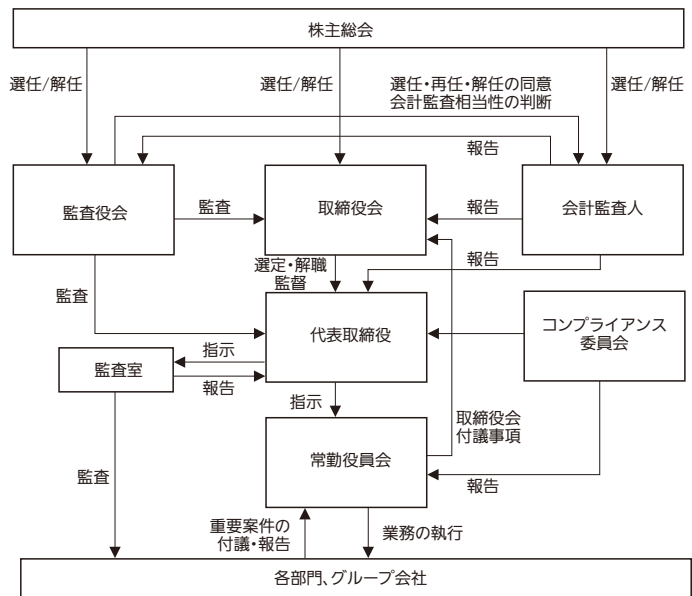 株主総会
選任/解任
選任/解任
選任・再任・解任の同意
会計監査相当性の判断
選任/解任
報告
監査役会
監査
取締役会
報告
会計監査人
選定・解職
監督
報告
監査
代表取締役
コンプライアンス
委員会
指示
監査室
報告
指示
取締役会
付議事項
常勤役員会
監査
報告
重要案件の
付議・報告
業務の執行
各部門、グループ会社